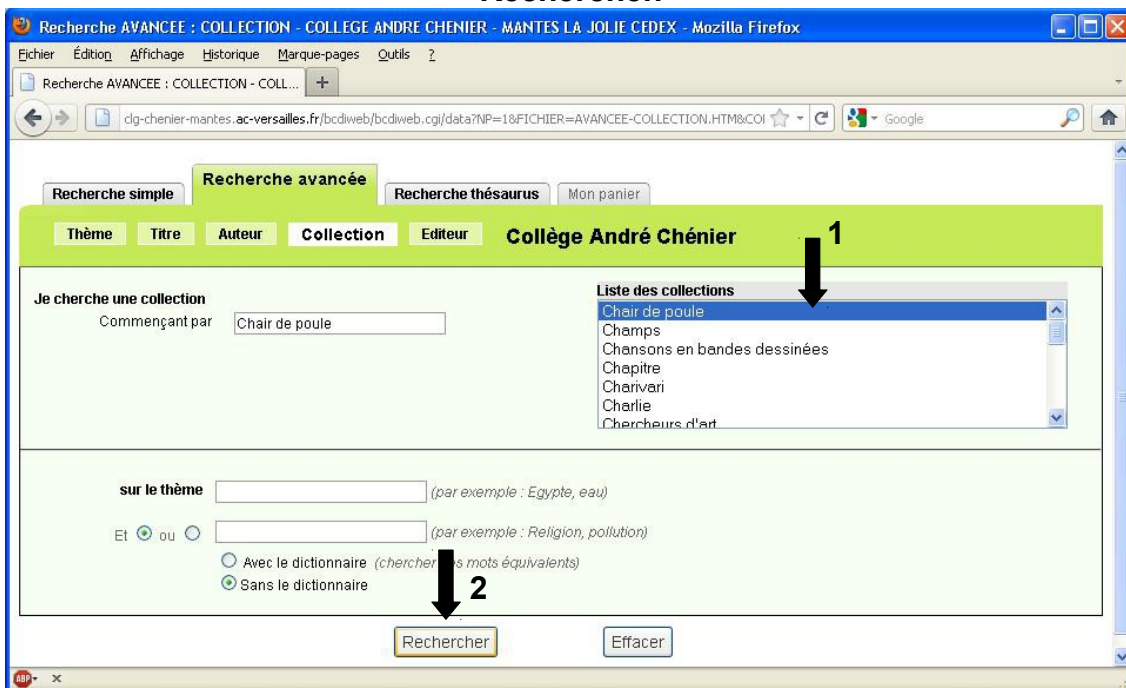 Recherche AVANCEE : COLLECTION - COLLEGE ANDRE CHENIER - MANTES LA JOLIE CEDEX - Mozilla Firefox
Fichier Édition Affichage Historique Marque-pages Outils ?
Recherche AVANCEE : COLLECTION - COLL... +
clg-chenier-mantes.ac-versailles.fr/bcdiweb/bcdiweb.cgi/data?NP=1&FICHIER=AVANCEE-COLLECTION.HTM&COI Google
Recherche simple Recherche avancée Recherche thésaurus Mon panier
Thème Titre Auteur Collection Editeur Collège André Chénier 1
Je cherche une collection Liste des collections
Commençant par Chair de poule Chair de poule
Champs
Chansons en bandes dessinées
Chapitre
Charivari
Charlie
Chercheurs d'art
sur le thème (par exemple : Egypte, eau)
Et ou (par exemple : Religion, pollution)
Avec le dictionnaire (chercher mots équivalents)
Sans le dictionnaire 2
Rechercher Effacer
ABP x